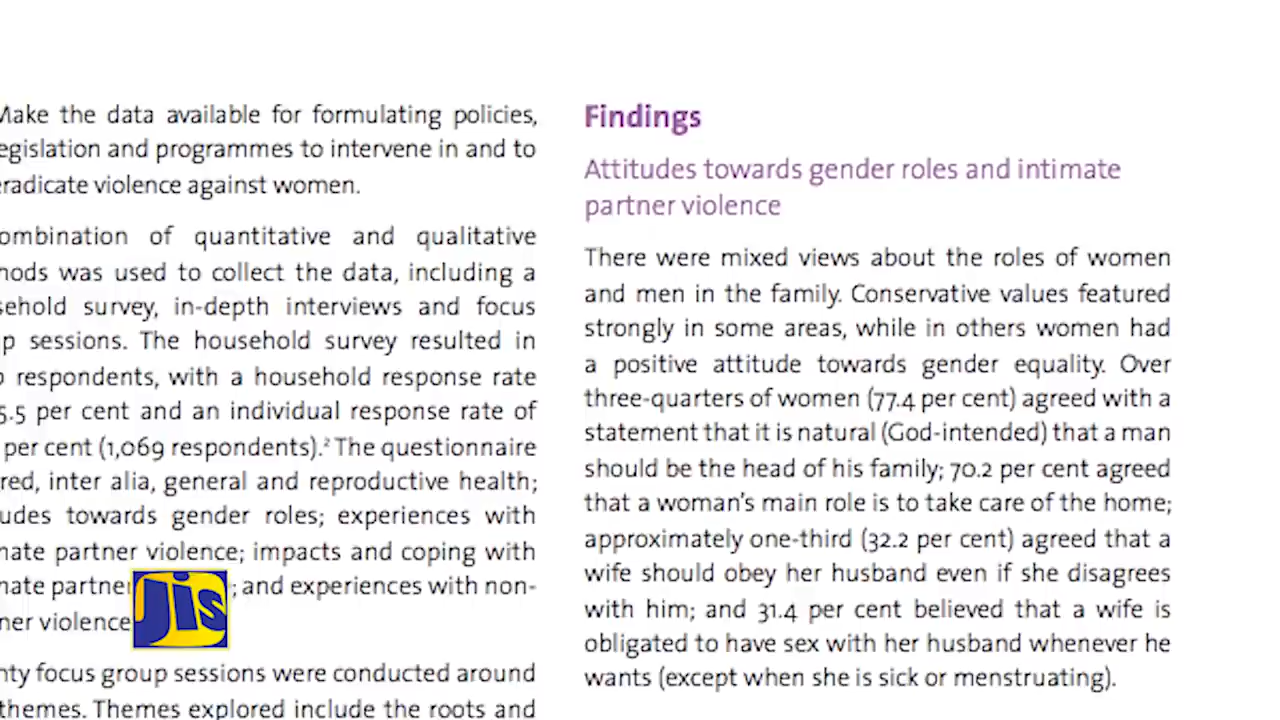 Make the data available for formulating policies,
egislation and programmes to intervene in and to
eradicate violence against women.
ombination of quantitative and qualitative
hods was used to collect the data, including a
sehold survey, in-depth interviews and focus
p sessions. The household survey resulted in
respondents, with a household response rate
5.5 per cent and an individual response rate of
per cent (1,069 respondents).² The questionnaire
red, inter alia, general and reproductive health;
udes towards gender roles; experiences with
mate partner violence; impacts and coping with
mate partner ; and experiences with non-
ner violence
nty focus group sessions were conducted around
themes. Themes explored include the roots and
Jis
Findings
Attitudes towards gender roles and intimate
partner violence
There were mixed views about the roles of women
and men in the family. Conservative values featured
strongly in some areas, while in others women had
a positive attitude towards gender equality. Over
three-quarters of women (77.4 per cent) agreed with a
statement that it is natural (God-intended) that a man
should be the head of his family; 70.2 per cent agreed
that a woman's main role is to take care of the home;
approximately one-third (32.2 per cent) agreed that a
wife should obey her husband even if she disagrees
with him; and 31.4 per cent believed that a wife is
obligated to have sex with her husband whenever he
wants (except when she is sick or menstruating).